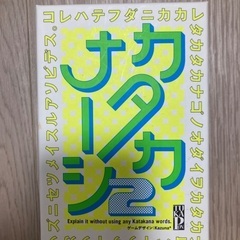 コレハテフダニカカレ
タカタカナゴノオダイヲカタカ
ズニセツメイスルアソビデス。
カタカ
ナーシ
2
Explain it without using any Katakana words.
ゲームデザイン:Kazuma²